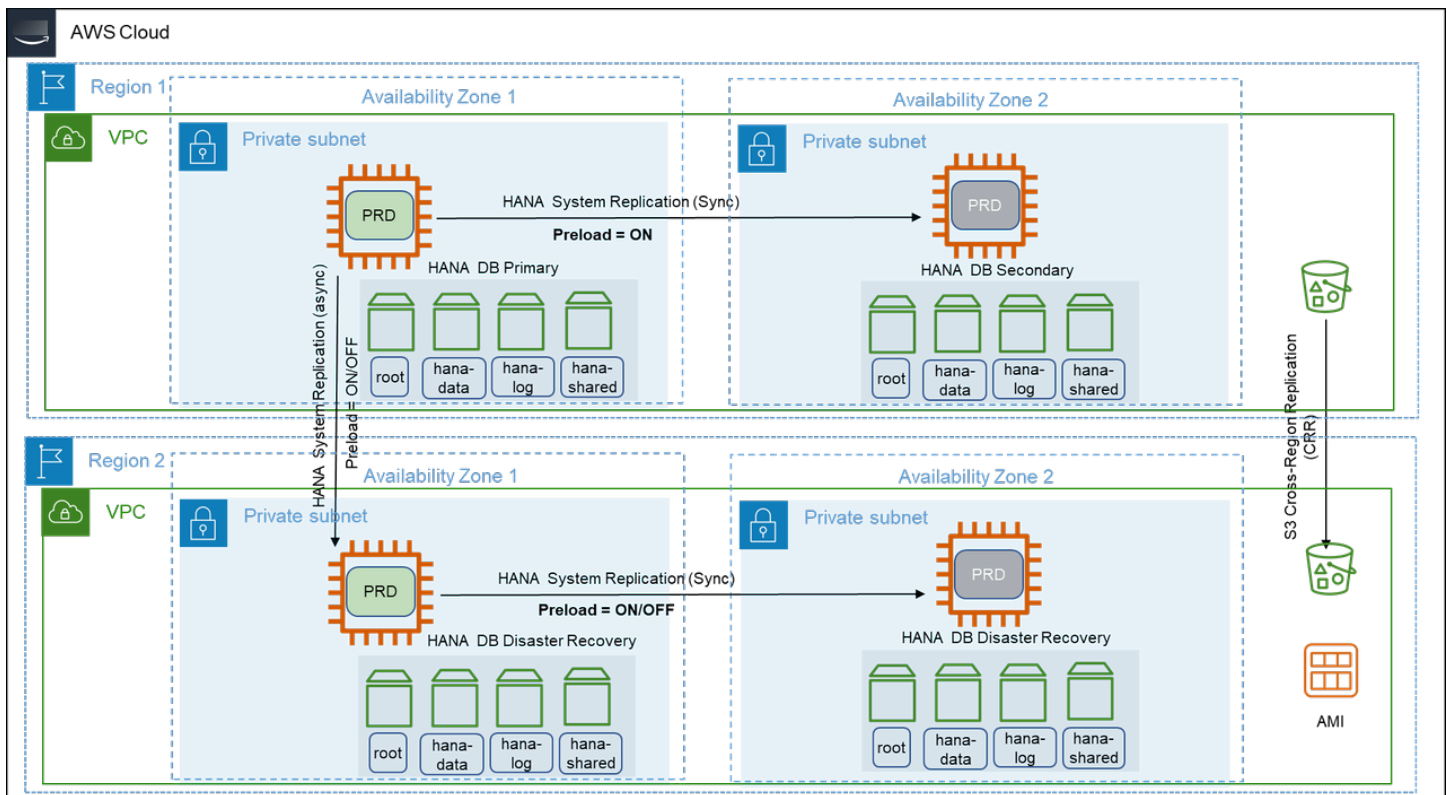 AWS Cloud
Region 1
Availability Zone 1
Availability Zone 2
VPC
Private subnet
Private subnet
PRD
HANA System Replication (Sync)
Preload = ON
PRD
HANA DB Primary
HANA DB Secondary
root
hana-
data
hana-
log
hana-
shared
root
hana-
data
hana-
log
hana-
shared
HANA System Replication (async)
Preload = ON/OFF
S3 Cross-Region Replication
(CRR)
Region 2
Availability Zone 1
Availability Zone 2
VPC
Private subnet
Private subnet
PRD
HANA System Replication (Sync)
Preload = ON/OFF
PRD
HANA DB Disaster Recovery
HANA DB Disaster Recovery
root
hana-
data
hana-
log
hana-
shared
root
hana-
data
hana-
log
hana-
shared
AMI